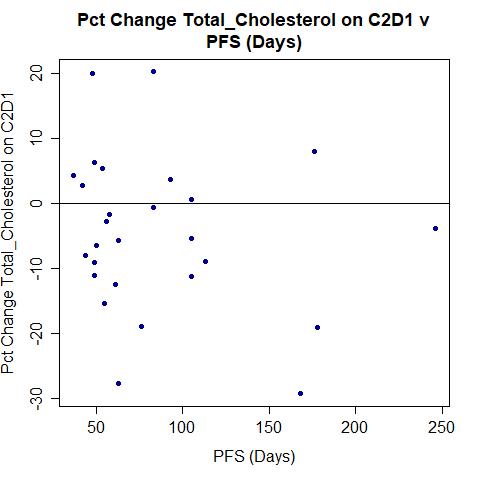 Pct Change Total_Cholesterol on C2D1 v
PFS (Days)
Pct Change Total_Cholesterol on C2D1
20
10
0
-10
-20
-30
50
100
150
200
250
PFS (Days)